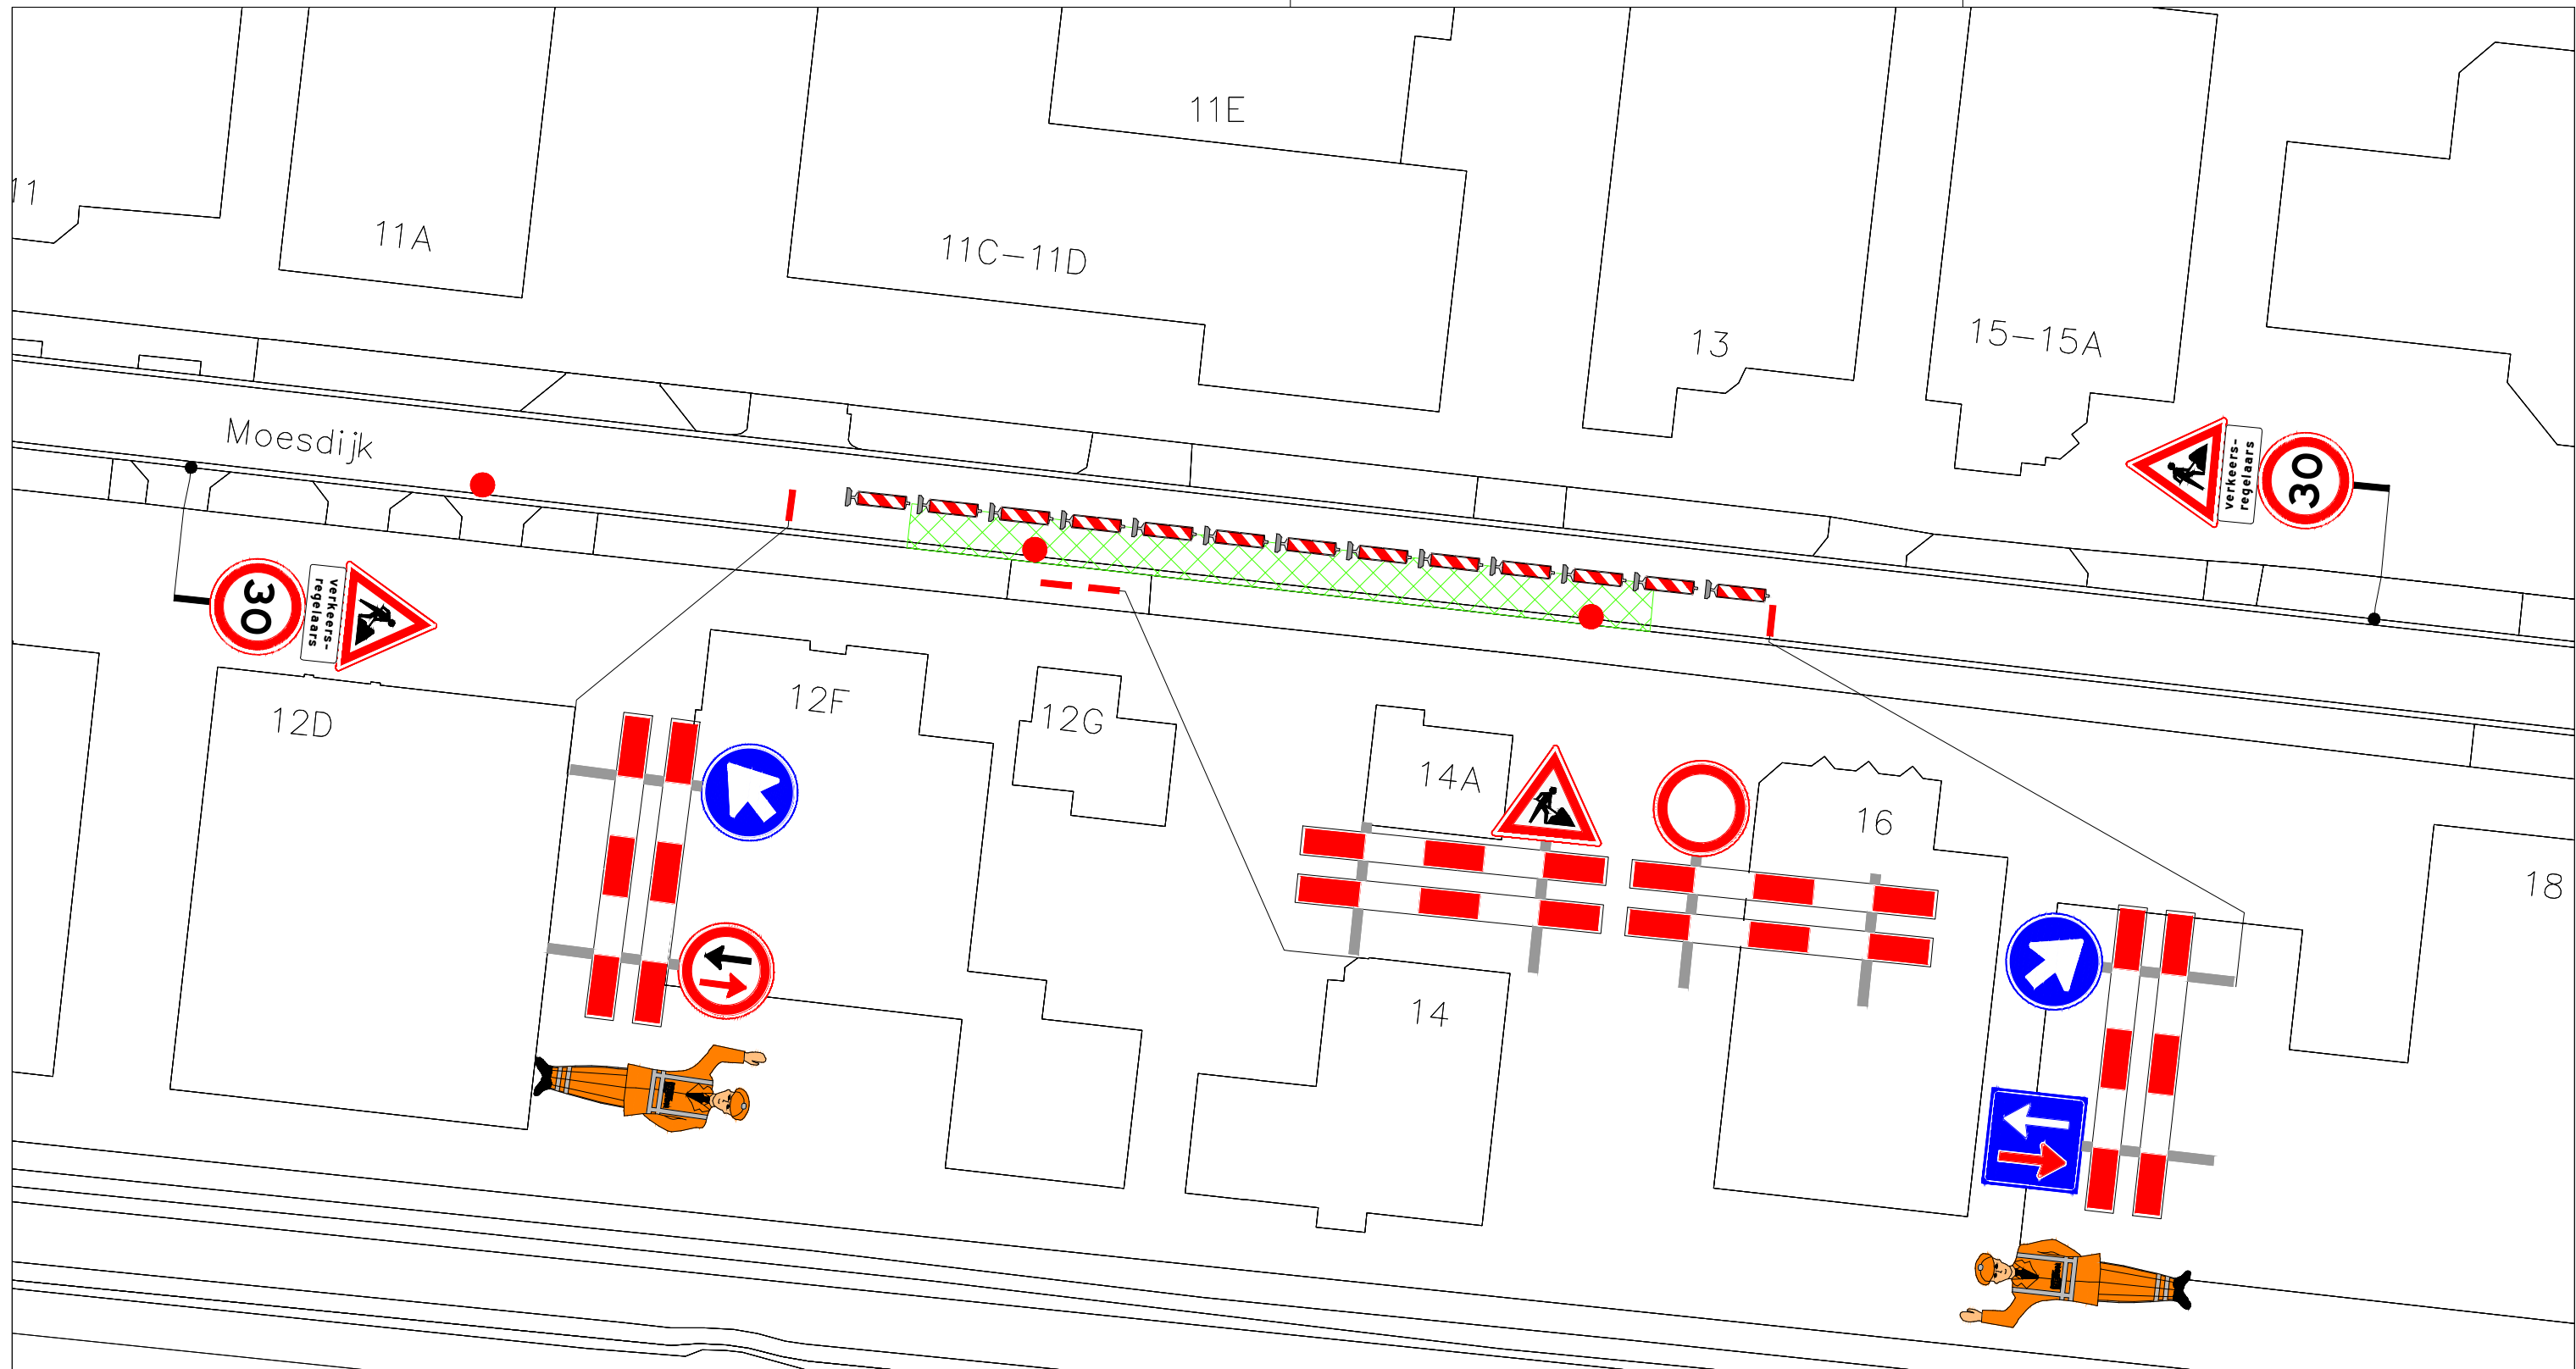 11E
11
11A
11C-11D
13
15-15A
Moesdijk
verkeers-
regelaars
30
30
verkeers-
regelaars
12D
12F
12G
14A
16
18
14